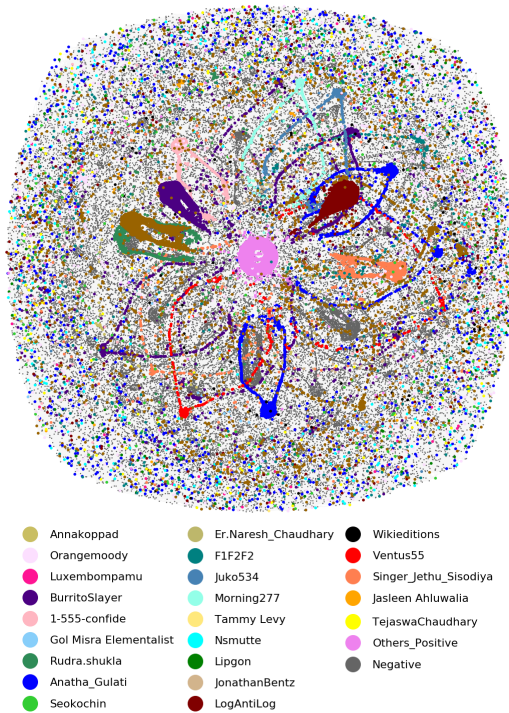 Annakoppad
Orangemoody
Luxembompamu
BurritoSlayer
1-555-confide
Gol Misra Elementalist
Rudra.shukla
Anatha_Gulati
Seokochin
Er.Naresh_Chaudhary
F1F2F2
Juko534
Morning277
Tammy Levy
Nsmutte
Lipgon
JonathanBentz
LogAntiLog
Wikieditions
Ventus55
Singer_Jethu_Sisodiya
Jasleen Ahluwalia
TejaswaChaudhary
Others_Positive
Negative